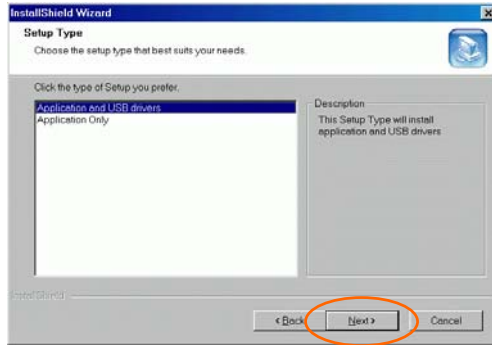 InstallShield Wizard
Setup Type
Choose the setup type that best suits your needs.
Click the type of Setup you prefer.
Application and USB drivers
Application Only
Description
This Setup Type will install
application and USB drivers
InstallShield
< Back
Next >
Cancel